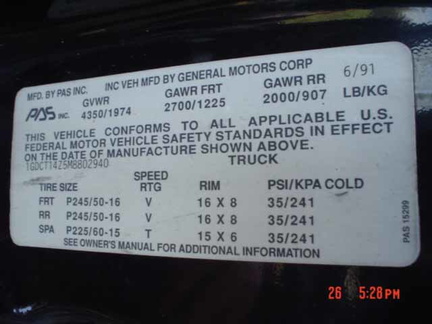 MFD. BY PAS INC. INC VEH MFD BY GENERAL MOTORS CORP
PAS INC. GVWR GAWR FRT GAWR RR 6/91
4350/1974 2700/1225 2000/907 LB/KG
THIS VEHICLE CONFORMS TO ALL APPLICABLE U.S.
FEDERAL MOTOR VEHICLE SAFETY STANDARDS IN EFFECT
ON THE DATE OF MANUFACTURE SHOWN ABOVE.
1GDCT14Z5M8802940 TRUCK
TIRE SIZE SPEED RTG RIM PSI/KPA COLD
FRT P245/50-16 V 16 X 8 35/241
RR P245/50-16 V 16 X 8 35/241
SPA P225/60-15 T 15 X 6 35/241
SEE OWNER'S MANUFAL FOR ADDITIONAL INFORMATION
PAS 15299
26 5:28PM